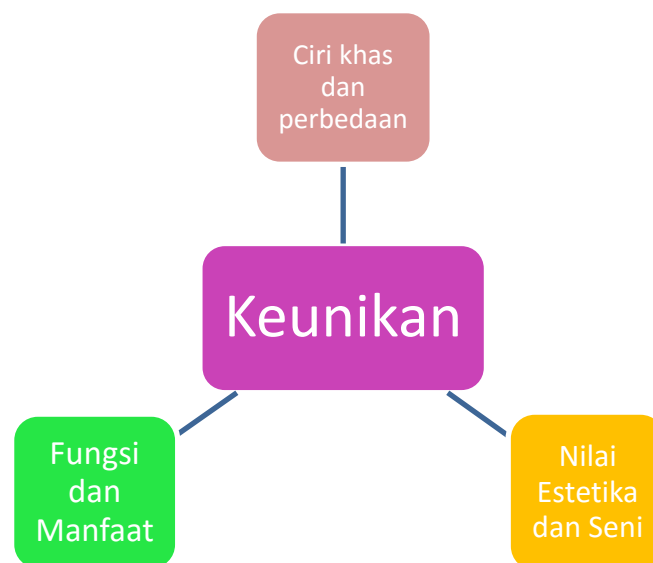 Ciri khas
dan
perbedaan
Keunikan
Fungsi
dan
Manfaat
Nilai
Estetika
dan Seni